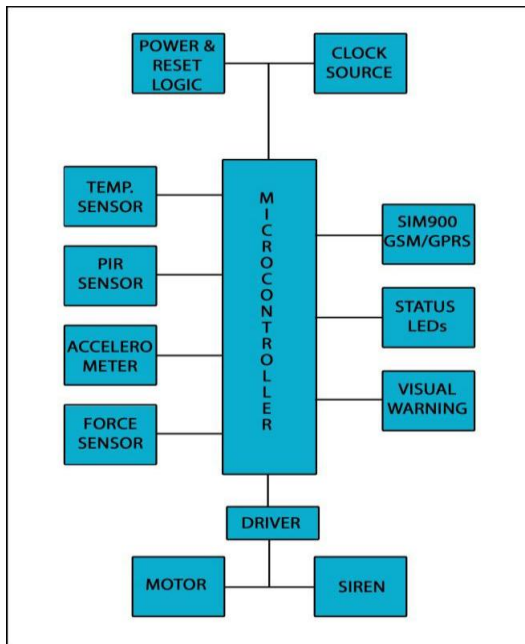 POWER &
RESET
LOGIC
CLOCK
SOURCE
TEMP.
SENSOR
PIR
SENSOR
ACCELERO
METER
FORCE
SENSOR
MICROCONTROLLER
SIM900
GSM/GPRS
STATUS
LEDs
VISUAL
WARNING
DRIVER
MOTOR
SIREN